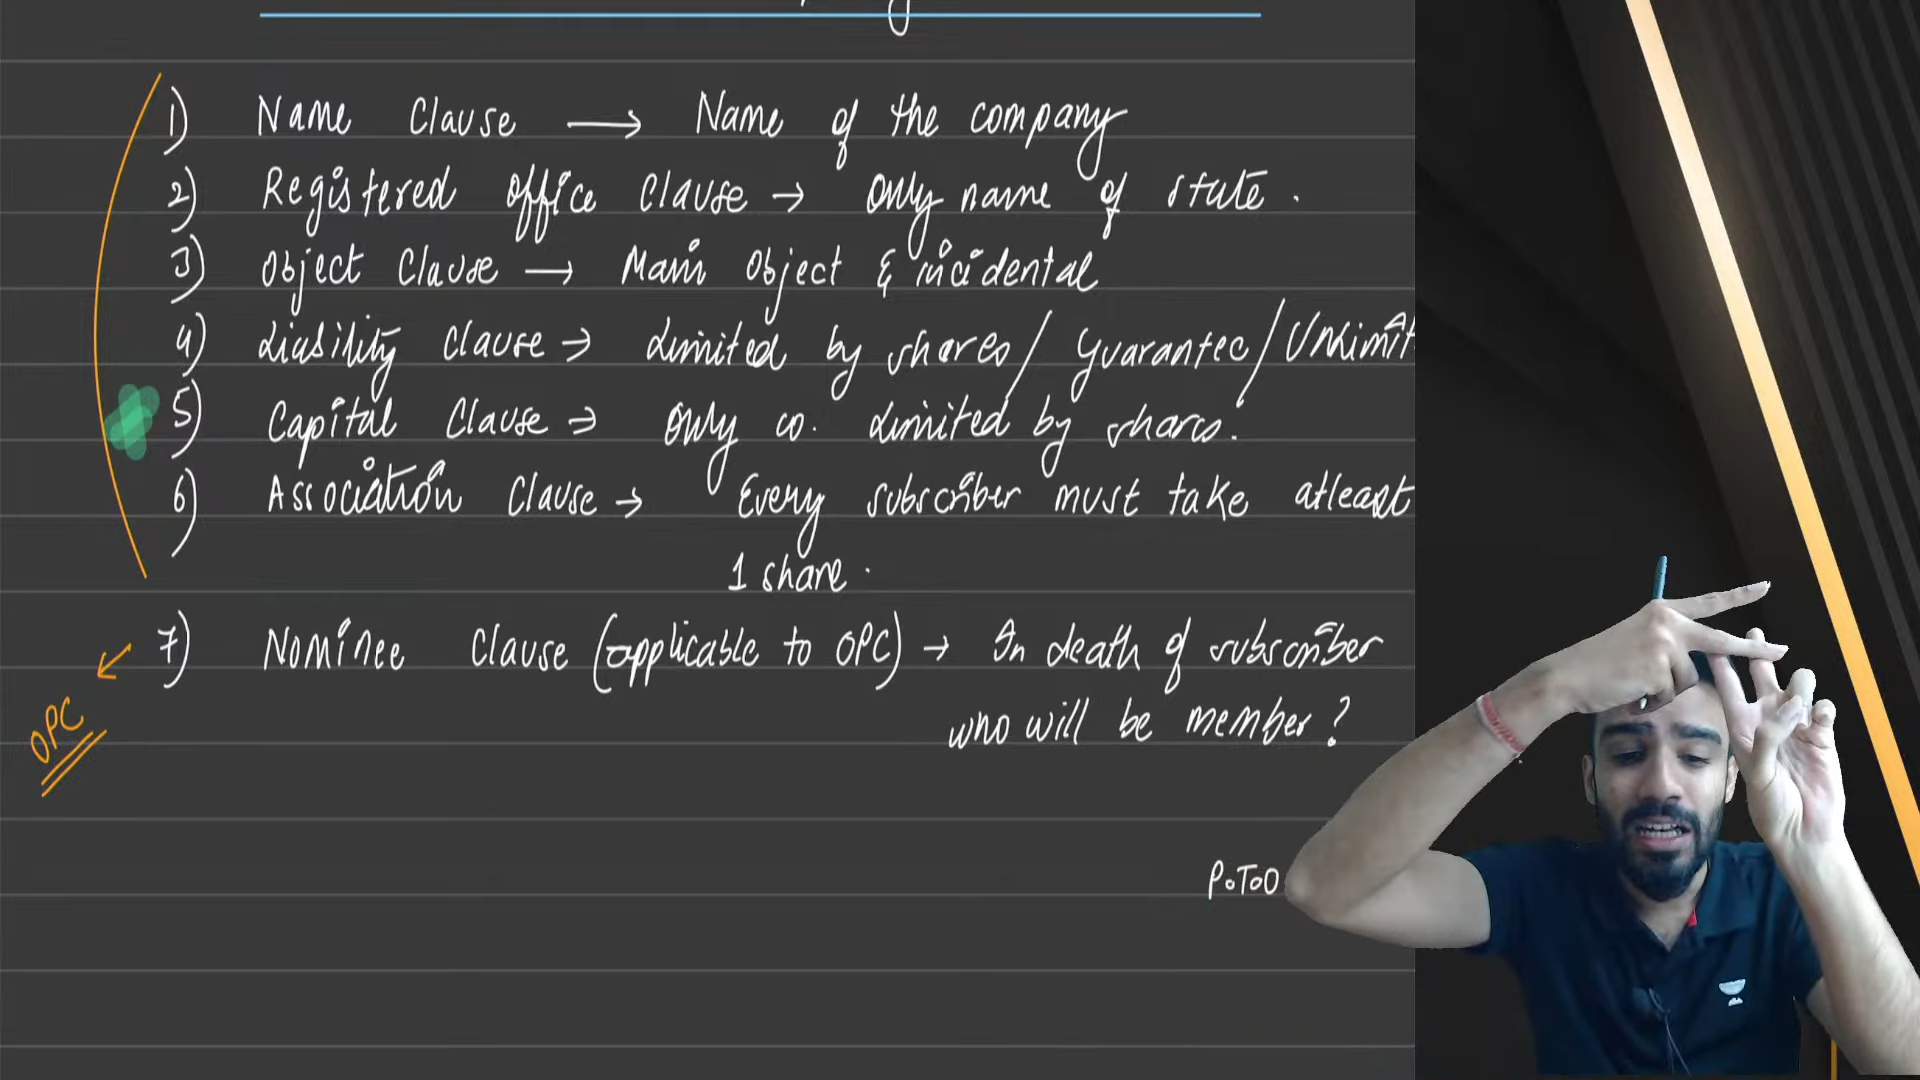 1) Name Clause → Name of the company
2) Registered office Clause → only name of state.
3) Object Clause → Main Object & incidental
4) Liability Clause → Limited by shares / guarantee / Unlimit
5) Capital Clause → only co. Limited by shares.
6) Association Clause → Every subscriber must take atleast
1 share.
7) Nominee Clause (applicable to OPC) → In death of subscriber
who will be member?
OPC
P.T.O